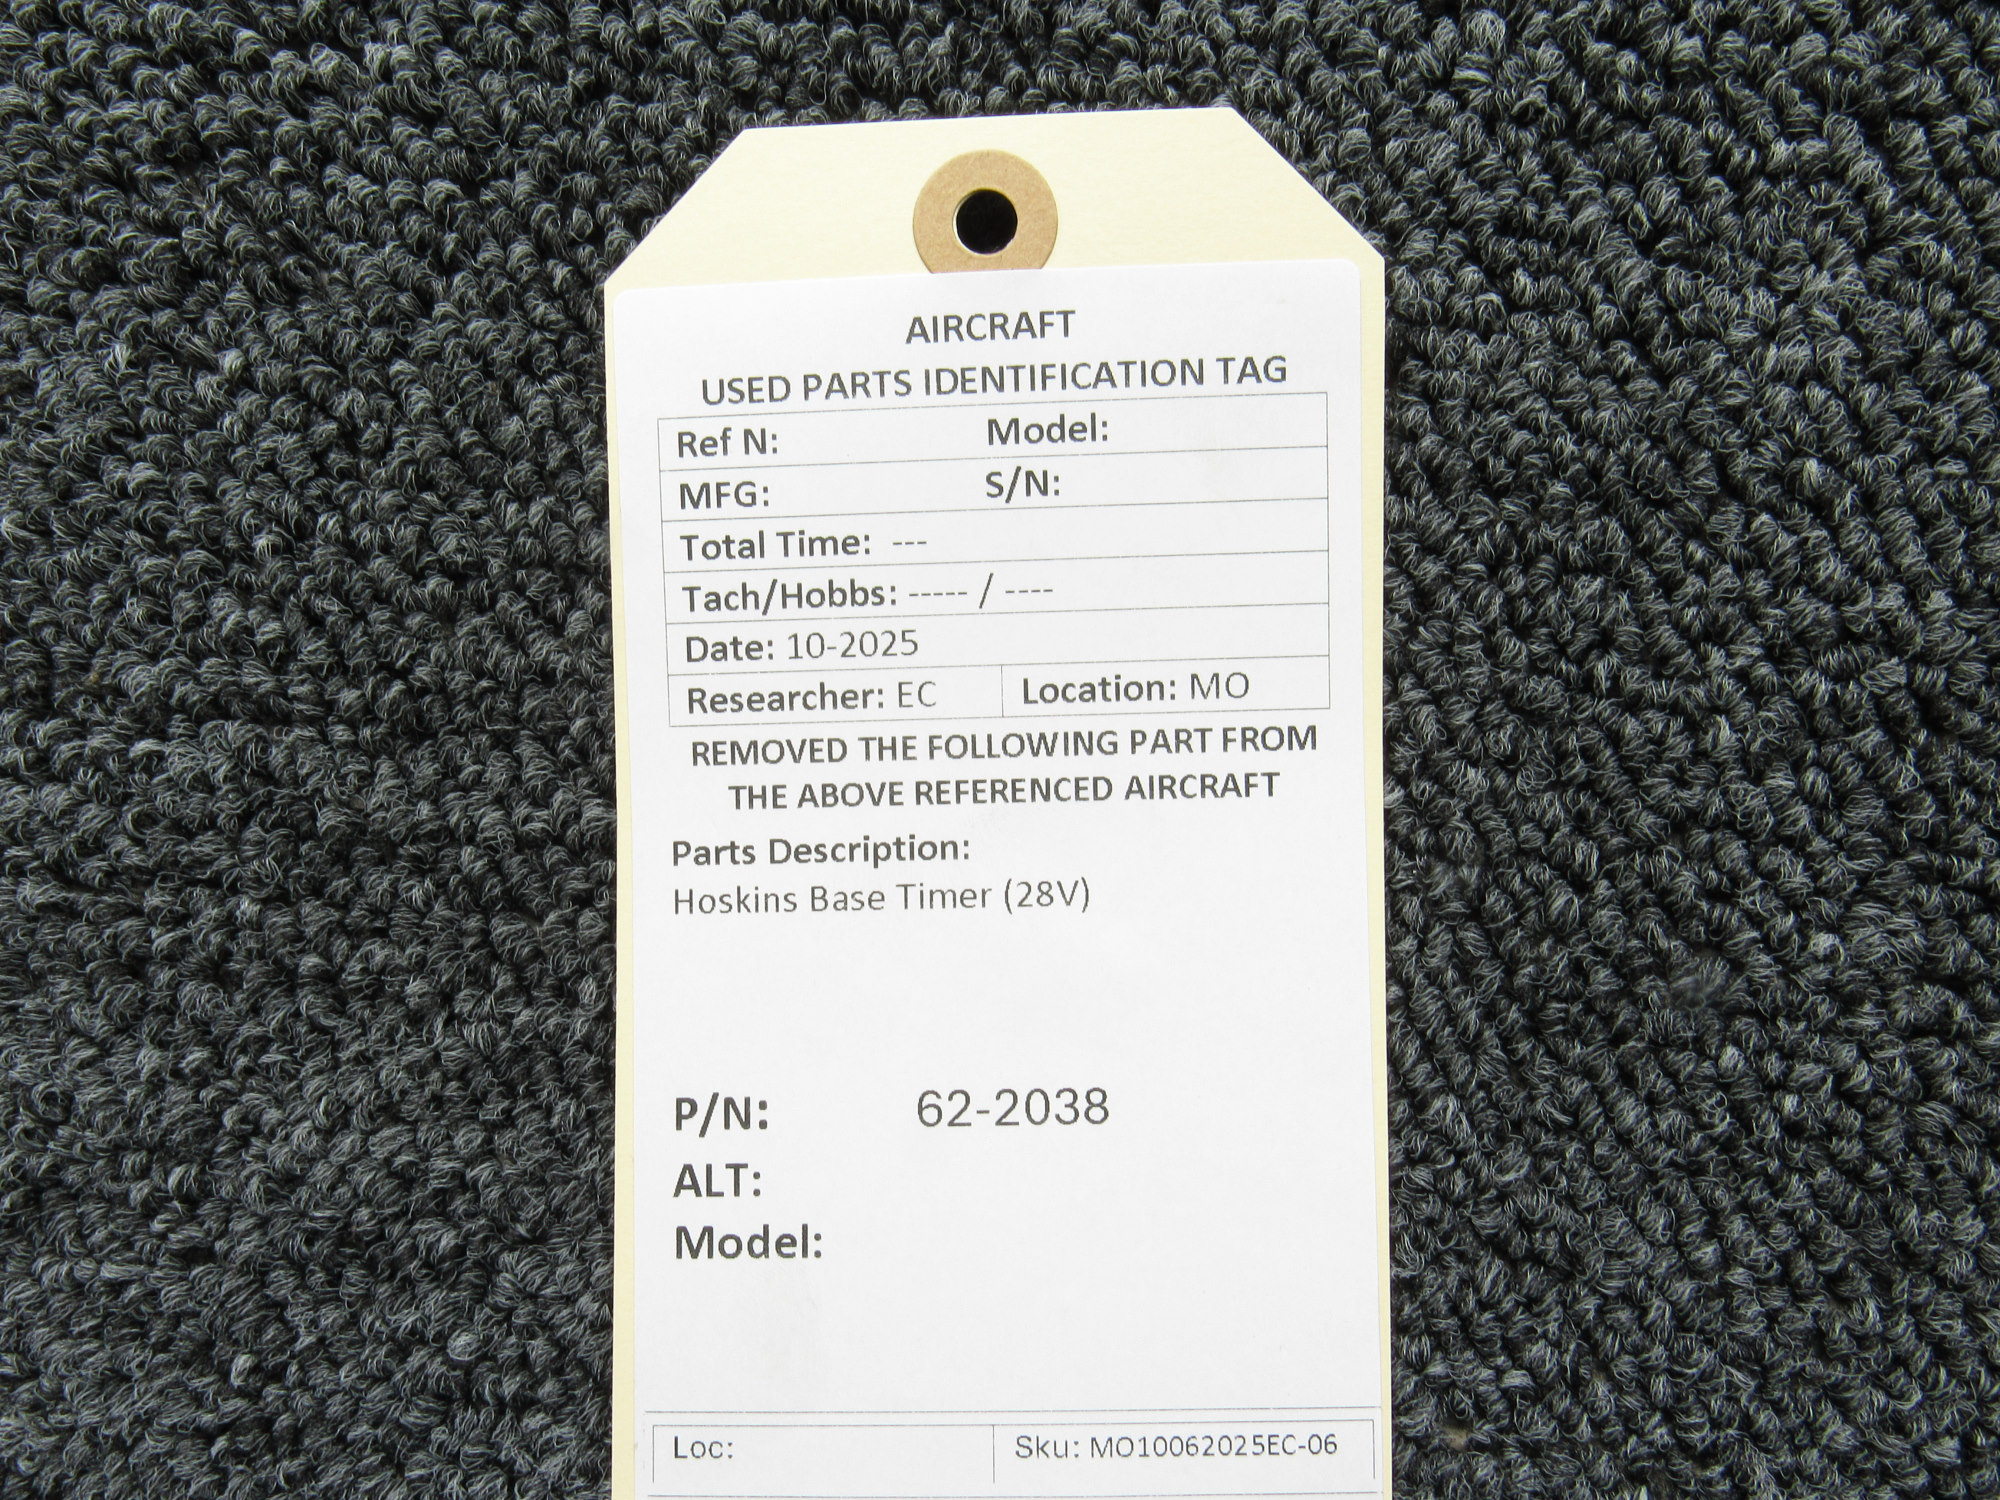 AIRCRAFT
USED PARTS IDENTIFICATION TAG
Ref N: Model:
MFG: S/N:
Total Time: ---
Tach/Hobbs: ----- / ----
Date: 10-2025
Researcher: EC Location: MO
REMOVED THE FOLLOWING PART FROM
THE ABOVE REFERENCED AIRCRAFT
Parts Description:
Hoskins Base Timer (28V)
P/N: 62-2038
ALT:
Model:
Loc: Sku: MO10062025EC-06